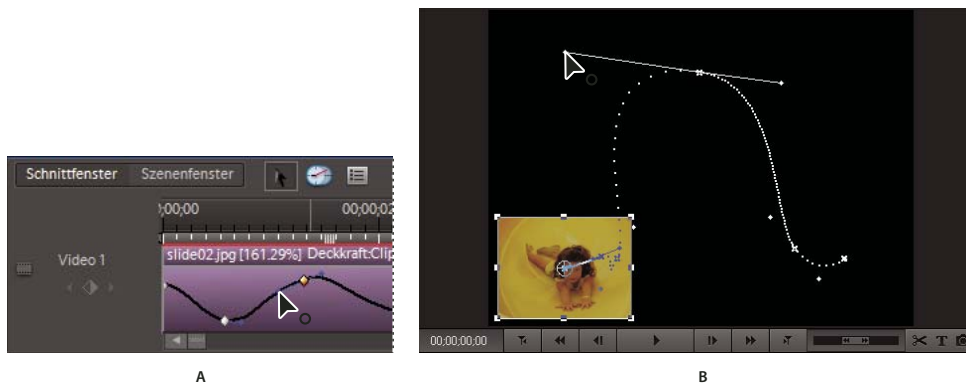 Schnittfenster Szenenfenster
;00;00 00;00;02
slide02.jpg [161.29%] Deckkraft:Clip
Video 1
00;00;00;00
T
A
B